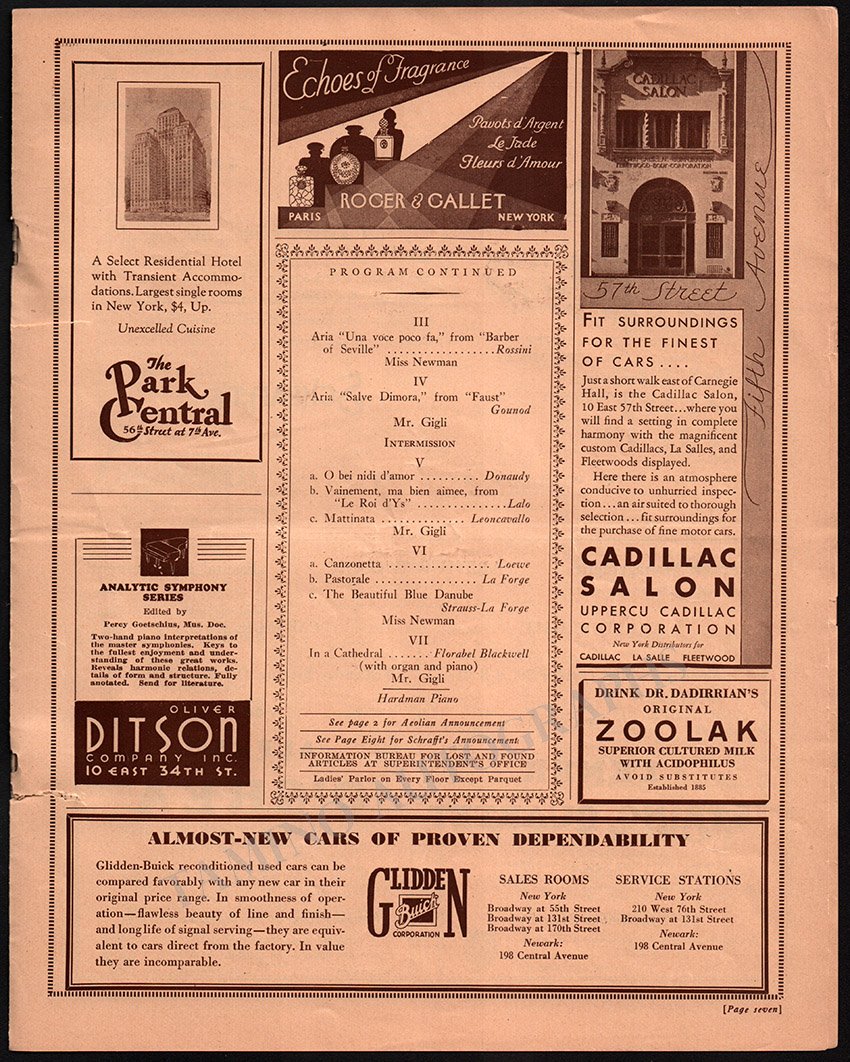 A Select Residential Hotel
with Transient Accommo-
dations. Largest single rooms
in New York, $4, Up.
Unexcelled Cuisine
The
Park
Central
56th Street at 7th Ave.
ANALYTIC SYMPHONY
SERIES
Edited by
Percy Goetschius, Mus. Doc.
Two-hand piano interpretations of
the master symphonies. Keys to
the fullest enjoyment and under-
standing of these great works.
Reveals harmonic relations, de-
tails of form and structure. Fully
anotated. Send for literature.
OLIVER
DITSON
COMPANY INC.
10 EAST 34TH ST.
Echoes of Fragrance
Pavots d'Argent
Le Jade
Fleurs d'Amour
ROGER & GALLET
PARIS NEW YORK
PROGRAM CONTINUED
III
Aria "Una voce poco fa," from "Barber
of Seville" ..................Rossini
Miss Newman
IV
Aria "Salve Dimora," from "Faust"
Gounod
Mr. Gigli
INTERMISSION
V
a. O bei nidi d'amor .......... Donaudy
b. Vainement, ma bien aimee, from
"Le Roi d'Ys" .................Lalo
c. Mattinata .............. Leoncavallo
Mr. Gigli
VI
a. Canzonetta .................Loewe
b. Pastorale ................. La Forge
c. The Beautiful Blue Danube
Strauss-La Forge
Miss Newman
VII
In a Cathedral ....... Florabel Blackwell
(with organ and piano)
Mr. Gigli
Hardman Piano
See page 2 for Aeolian Announcement
See Page Eight for Schrafft's Announcement
INFORMATION BUREAU FOR LOST AND FOUND
ARTICLES AT SUPERINTENDENT'S OFFICE
Ladies' Parlor on Every Floor Except Parquet
CADILLAC
SALON
57th Street
Fifth Avenue
FIT SURROUNDINGS
FOR THE FINEST
OF CARS ....
Just a short walk east of Carnegie
Hall, is the Cadillac Salon,
10 East 57th Street...where you
will find a setting in complete
harmony with the magnificent
custom Cadillacs, La Salles, and
Fleetwoods displayed.
Here there is an atmosphere
conducive to unhurried inspec-
tion...an air suited to thorough
selection...fit surroundings for
the purchase of fine motor cars.
CADILLAC
SALON
UPPERCU CADILLAC
CORPORATION
New York Distributors for
CADILLAC LA SALLE FLEETWOOD
DRINK DR. DADIRRIAN'S
ORIGINAL
ZOOLAK
SUPERIOR CULTURED MILK
WITH ACIDOPHILUS
AVOID SUBSTITUTES
Established 1885
ALMOST-NEW CARS OF PROVEN DEPENDABILITY
Glidden-Buick reconditioned used cars can be
compared favorably with any new car in their
original price range. In smoothness of oper-
ation—flawless beauty of line and finish—
and long life of signal serving—they are equiv-
alent to cars direct from the factory. In value
they are incomparable.
GLIDDEN
Buick
CORPORATION
SALES ROOMS
New York
Broadway at 55th Street
Broadway at 131st Street
Broadway at 170th Street
Newark:
198 Central Avenue
SERVICE STATIONS
New York
210 West 76th Street
Broadway at 131st Street
Newark:
198 Central Avenue
[Page seven]
TAMINO AUTOGRAPHS